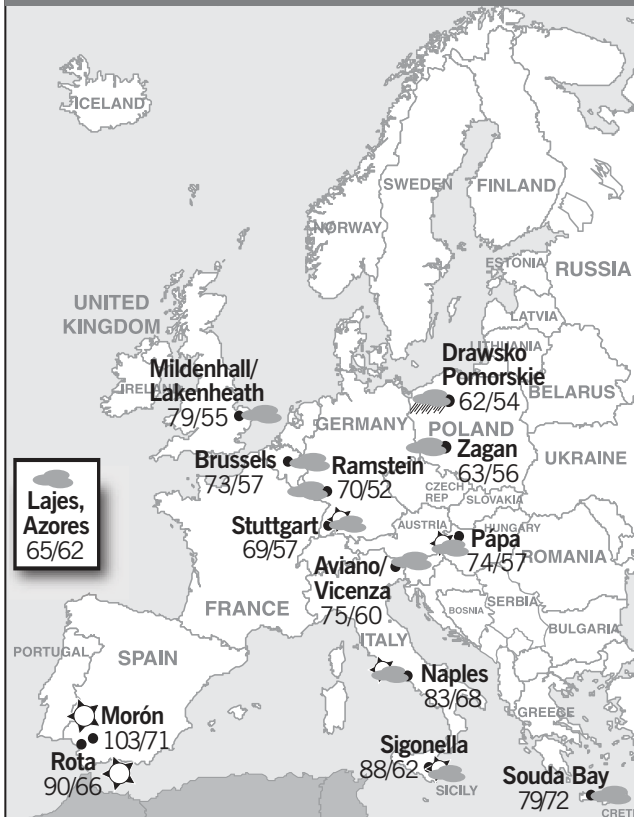 ICELAND
SWEDEN
FINLAND
NORWAY
ESTONIA
RUSSIA
UNITED
KINGDOM
LATVIA
LITHUANIA
Drawsko
Pomorskie
62/54
Mildenhall/
Lakenheath
79/55
IRELAND
BELARUS
GERMANY
POLAND
Zagan
63/56
Brussels
73/57
Ramstein
70/52
UKRAINE
CZECH
REP
SLOVAKIA
Lajes,
Azores
65/62
Stuttgart
69/57
AUSTRIA
HUNGARY
Pápa
74/57
ROMANIA
Aviano/
Vicenza
75/60
FRANCE
BOSNIA
SERBIA
BULGARIA
ITALY
PORTUGAL
SPAIN
Naples
83/68
GREECE
Morón
103/71
Rota
90/66
Sigonella
88/62
SICILY
Souda Bay
79/72
CRETE